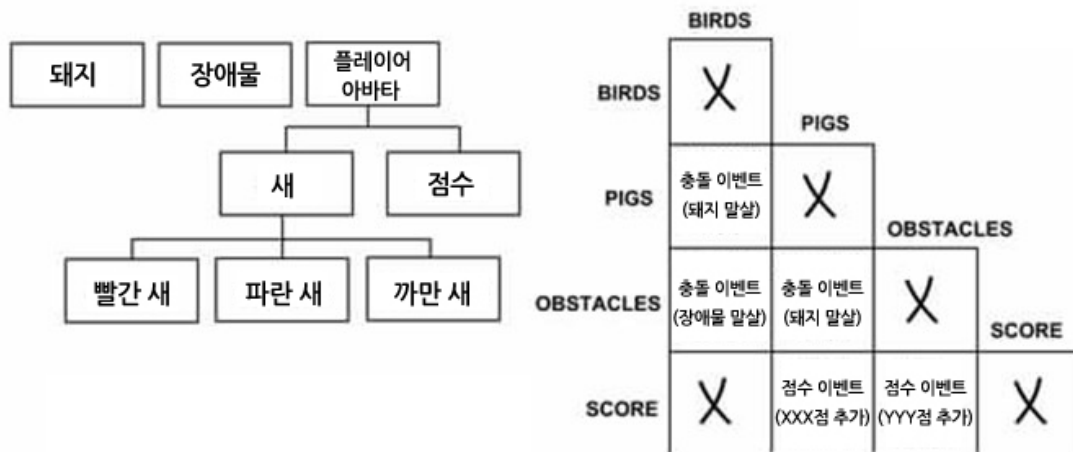 돼지
장애물
플레이어
아바타
새
점수
빨간 새
파란 새
까만 새
BIRDS
BIRDS
X
PIGS
PIGS
충돌 이벤트
(돼지 말살)
X
OBSTACLES
OBSTACLES
충돌 이벤트
(장애물 말살)
충돌 이벤트
(돼지 말살)
X
SCORE
SCORE
X
점수 이벤트
(XXX점 추가)
점수 이벤트
(YYY점 추가)
X